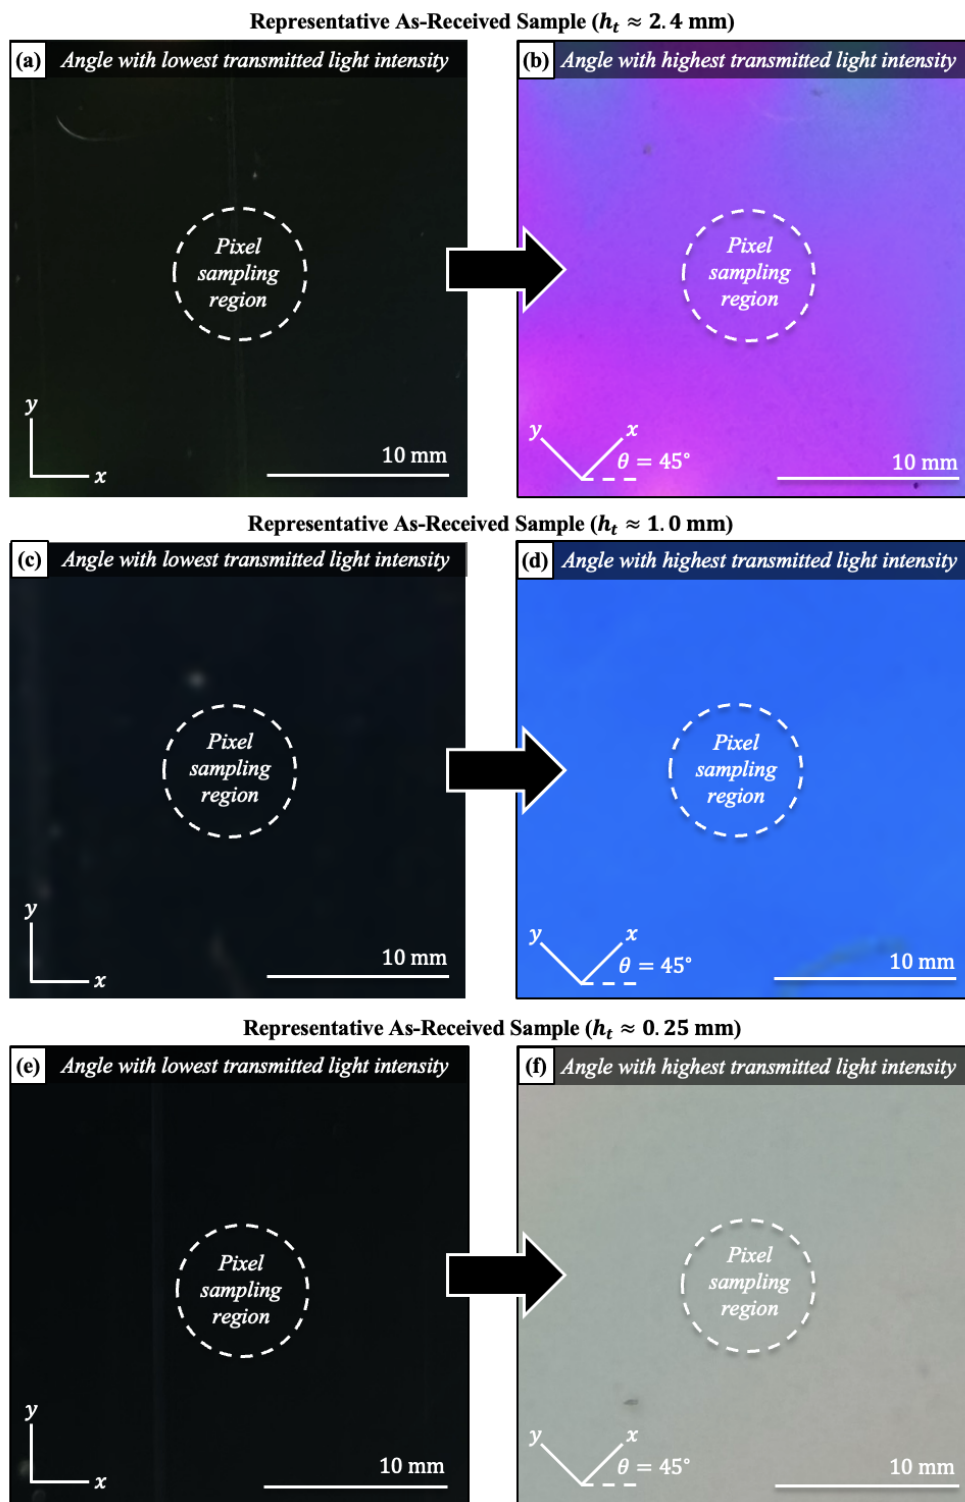 Representative As-Received Sample (hₜ ≈ 2.4 mm)
(a) Angle with lowest transmitted light intensity
(b) Angle with highest transmitted light intensity
Pixel
sampling
region
Pixel
sampling
region
y
x
10 mm
y
x
θ = 45°
10 mm
Representative As-Received Sample (hₜ ≈ 1.0 mm)
(c) Angle with lowest transmitted light intensity
(d) Angle with highest transmitted light intensity
Pixel
sampling
region
Pixel
sampling
region
y
x
10 mm
y
x
θ = 45°
10 mm
Representative As-Received Sample (hₜ ≈ 0.25 mm)
(e) Angle with lowest transmitted light intensity
(f) Angle with highest transmitted light intensity
Pixel
sampling
region
Pixel
sampling
region
y
x
10 mm
y
x
θ = 45°
10 mm